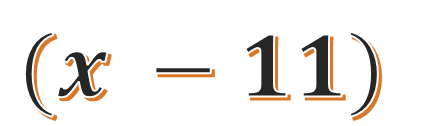 (x − 11)